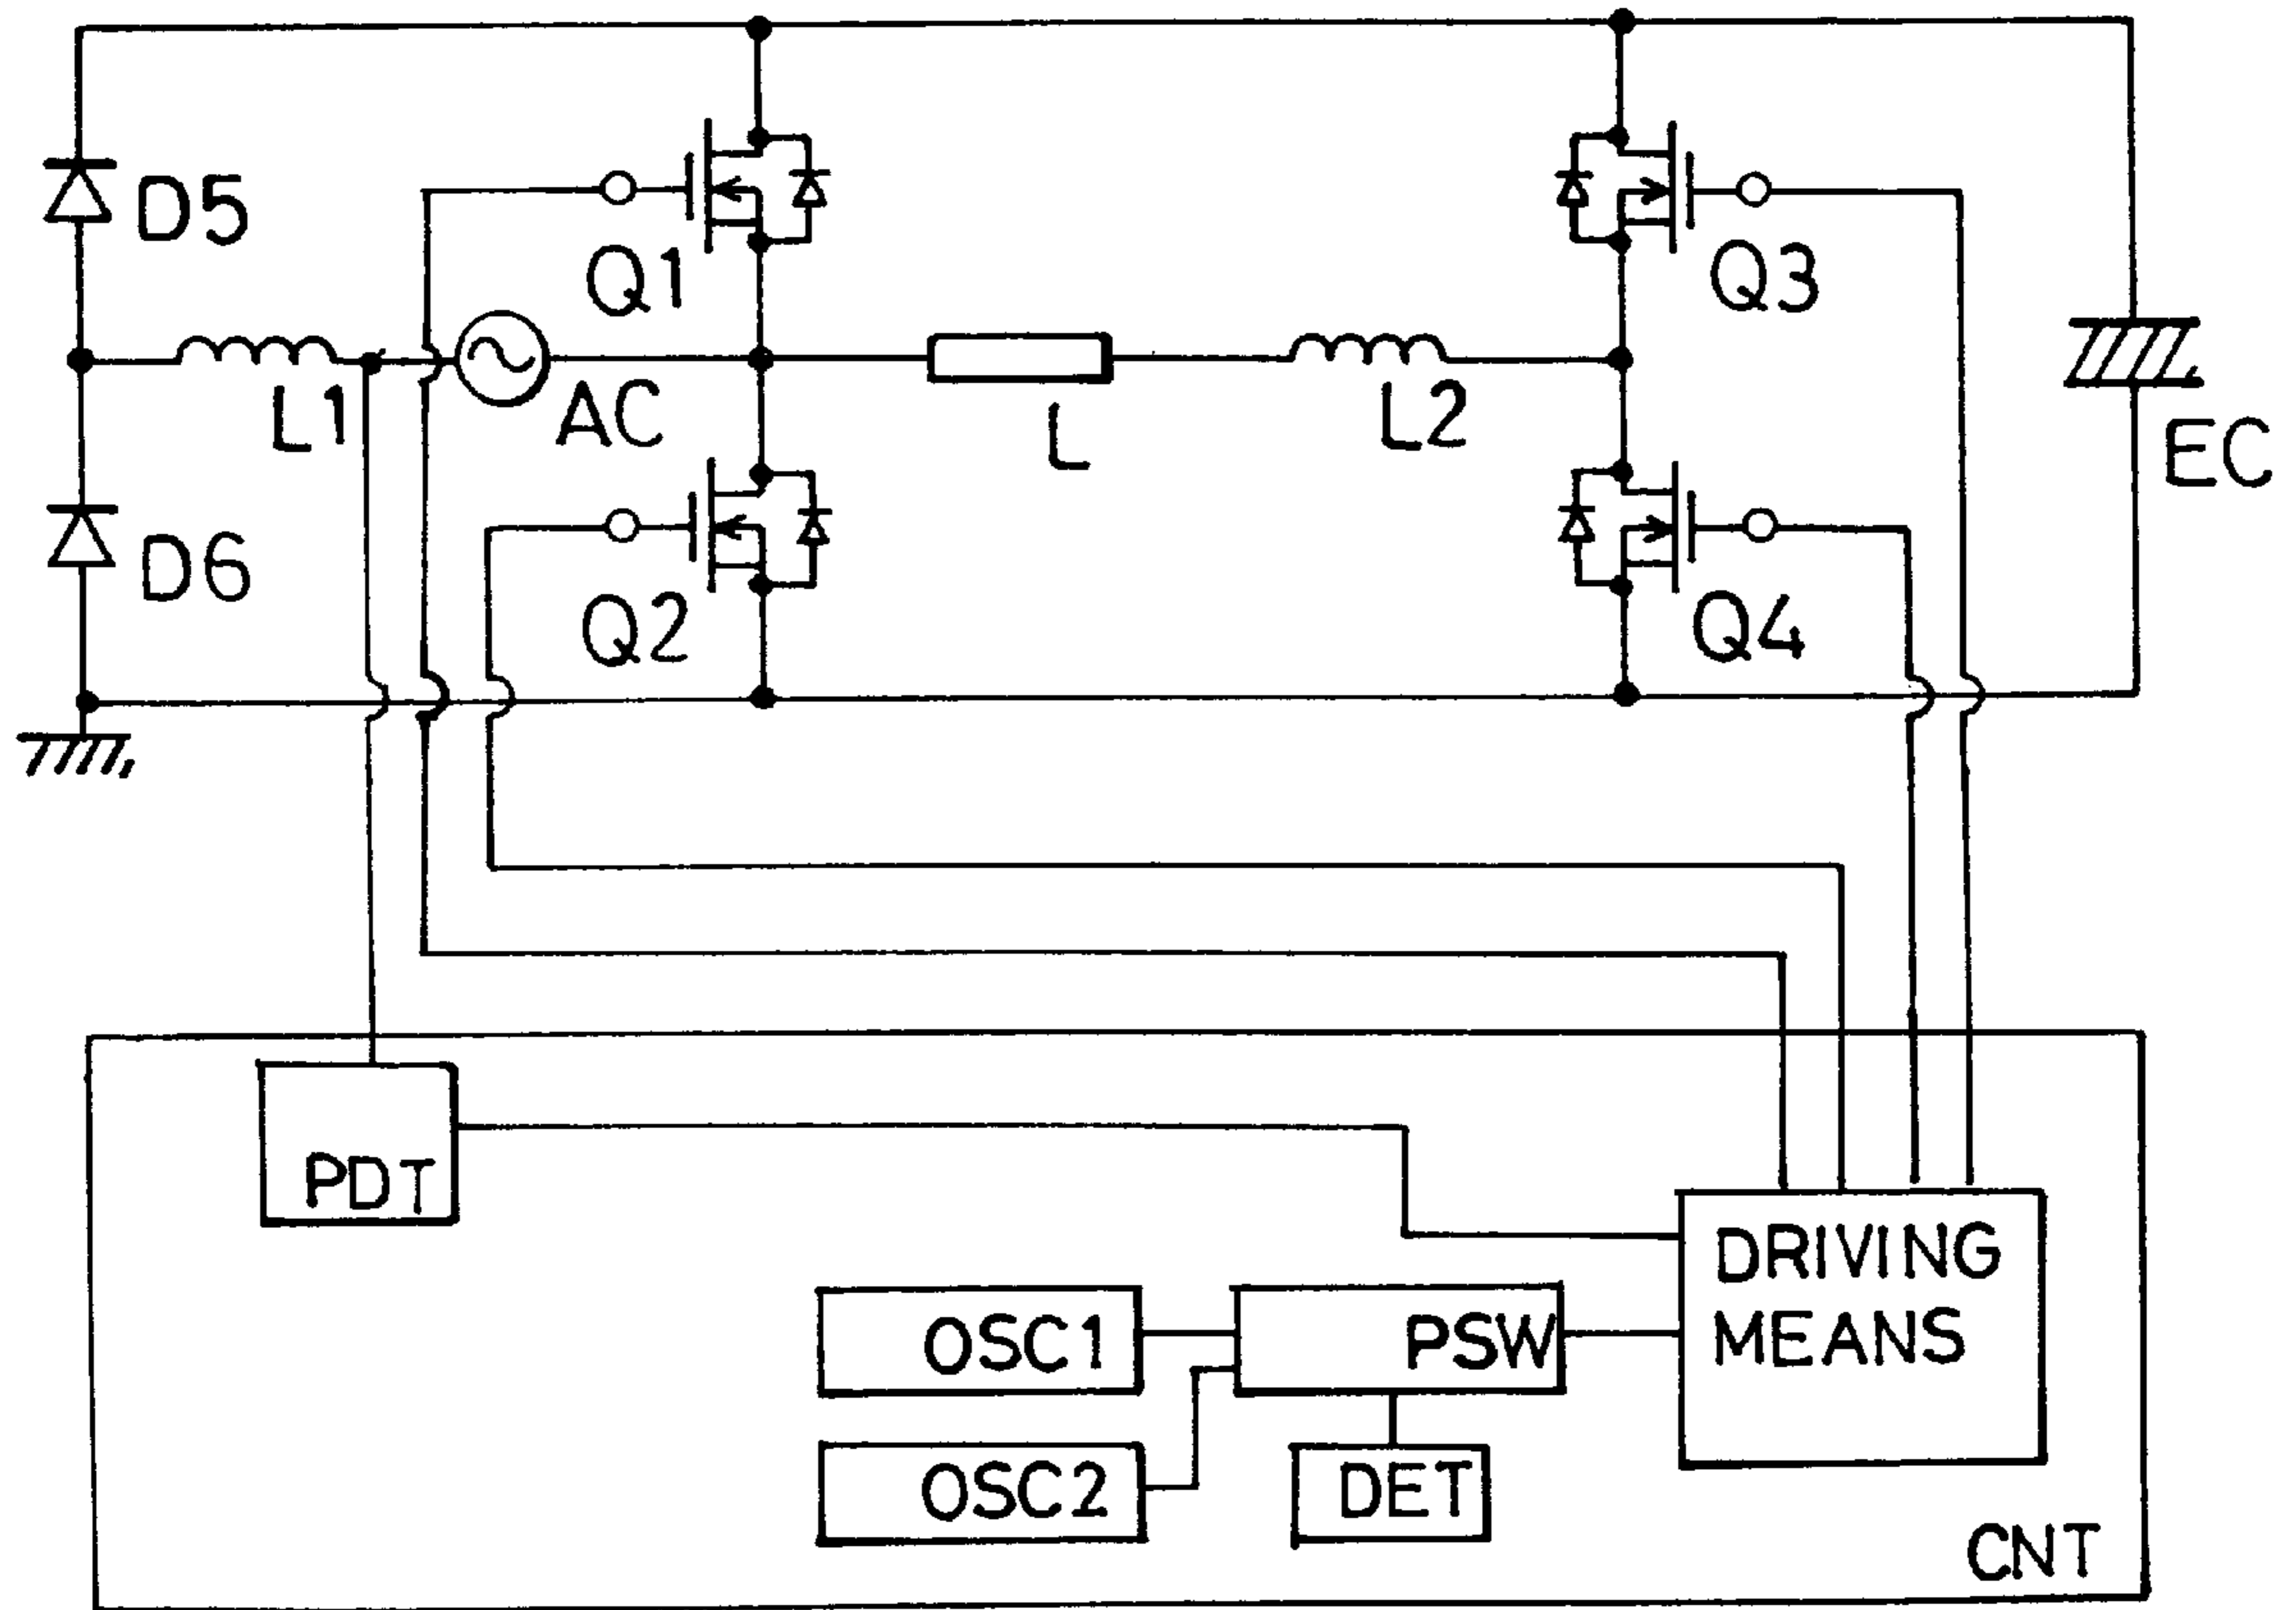 D5
Q1
Q3
L1
AC
L
L2
EC
D6
Q2
Q4
PDT
DRIVING
MEANS
OSC1
PSW
OSC2
DET
CNT